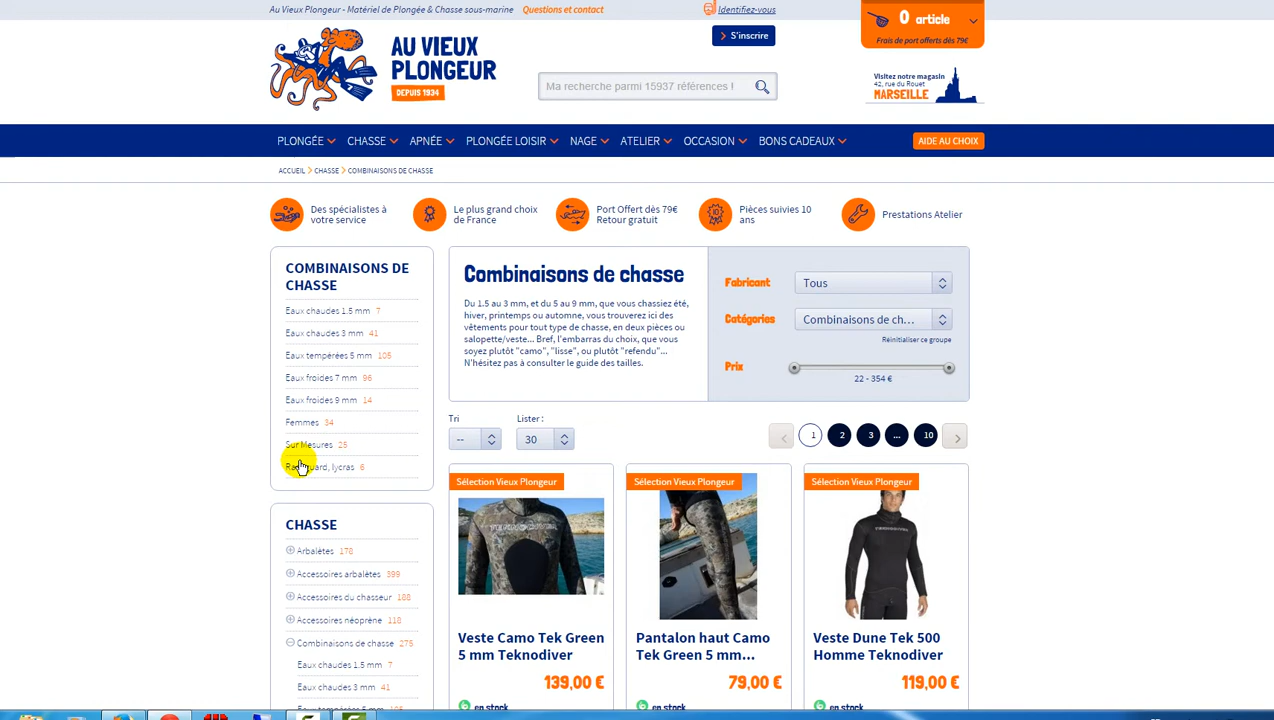 Au Vieux Plongeur - Matériel de Plongée & Chasse sous-marine Questions et contact Identifiez-vous
0 article
Frais de port offerts dès 79€
S'inscrire
AU VIEUX
PLONGEUR
DEPUIS 1934
Ma recherche parmi 15937 références !
Visitez notre magasin
42, rue du Rouet
MARSEILLE
PLONGÉE CHASSE APNÉE PLONGÉE LOISIR NAGE ATELIER OCCASION BONS CADEAUX AIDE AU CHOIX
ACCUEIL CHASSE COMBINAISONS DE CHASSE
Des spécialistes à
votre service
Le plus grand choix
de France
Port Offert dès 79€
Retour gratuit
Pièces suivies 10
ans
Prestations Atelier
COMBINAISONS DE
CHASSE
Eaux chaudes 1.5 mm 7
Eaux chaudes 3 mm 41
Eaux tempérées 5 mm 105
Eaux froides 7 mm 96
Eaux froides 9 mm 14
Femmes 34
Sur Mesures 25
lycras 6
Combinaisons de chasse
Du 1.5 au 3 mm, et du 5 au 9 mm, que vous chassiez été,
hiver, printemps ou automne, vous trouverez ici des
vêtements pour tout type de chasse, en deux pièces ou
salopette/veste... Bref, l'embarras du choix, que vous
soyez plutôt "camo", "lisse", ou plutôt "refendu"...
N'hésitez pas à consulter le guide des tailles.
Fabricant Tous
Catégories Combinaisons de ch...
Réinitialiser ce groupe
Prix
22 - 354 €
Tri Lister :
-- 30
1 2 3 ... 10
CHASSE
Arbalètes 178
Accessoires arbalètes 399
Accessoires du chasseur 188
Accessoires néoprène 118
Combinaisons de chasse 275
Eaux chaudes 1.5 mm 7
Eaux chaudes 3 mm 41
Eaux tempérées 5 mm 105
Sélection Vieux Plongeur
TEKNODIVER
Veste Camo Tek Green
5 mm Teknodiver
139,00 €
en stock
Sélection Vieux Plongeur
Pantalon haut Camo
Tek Green 5 mm...
79,00 €
en stock
Sélection Vieux Plongeur
TEKNODIVER
Veste Dune Tek 500
Homme Teknodiver
119,00 €
en stock